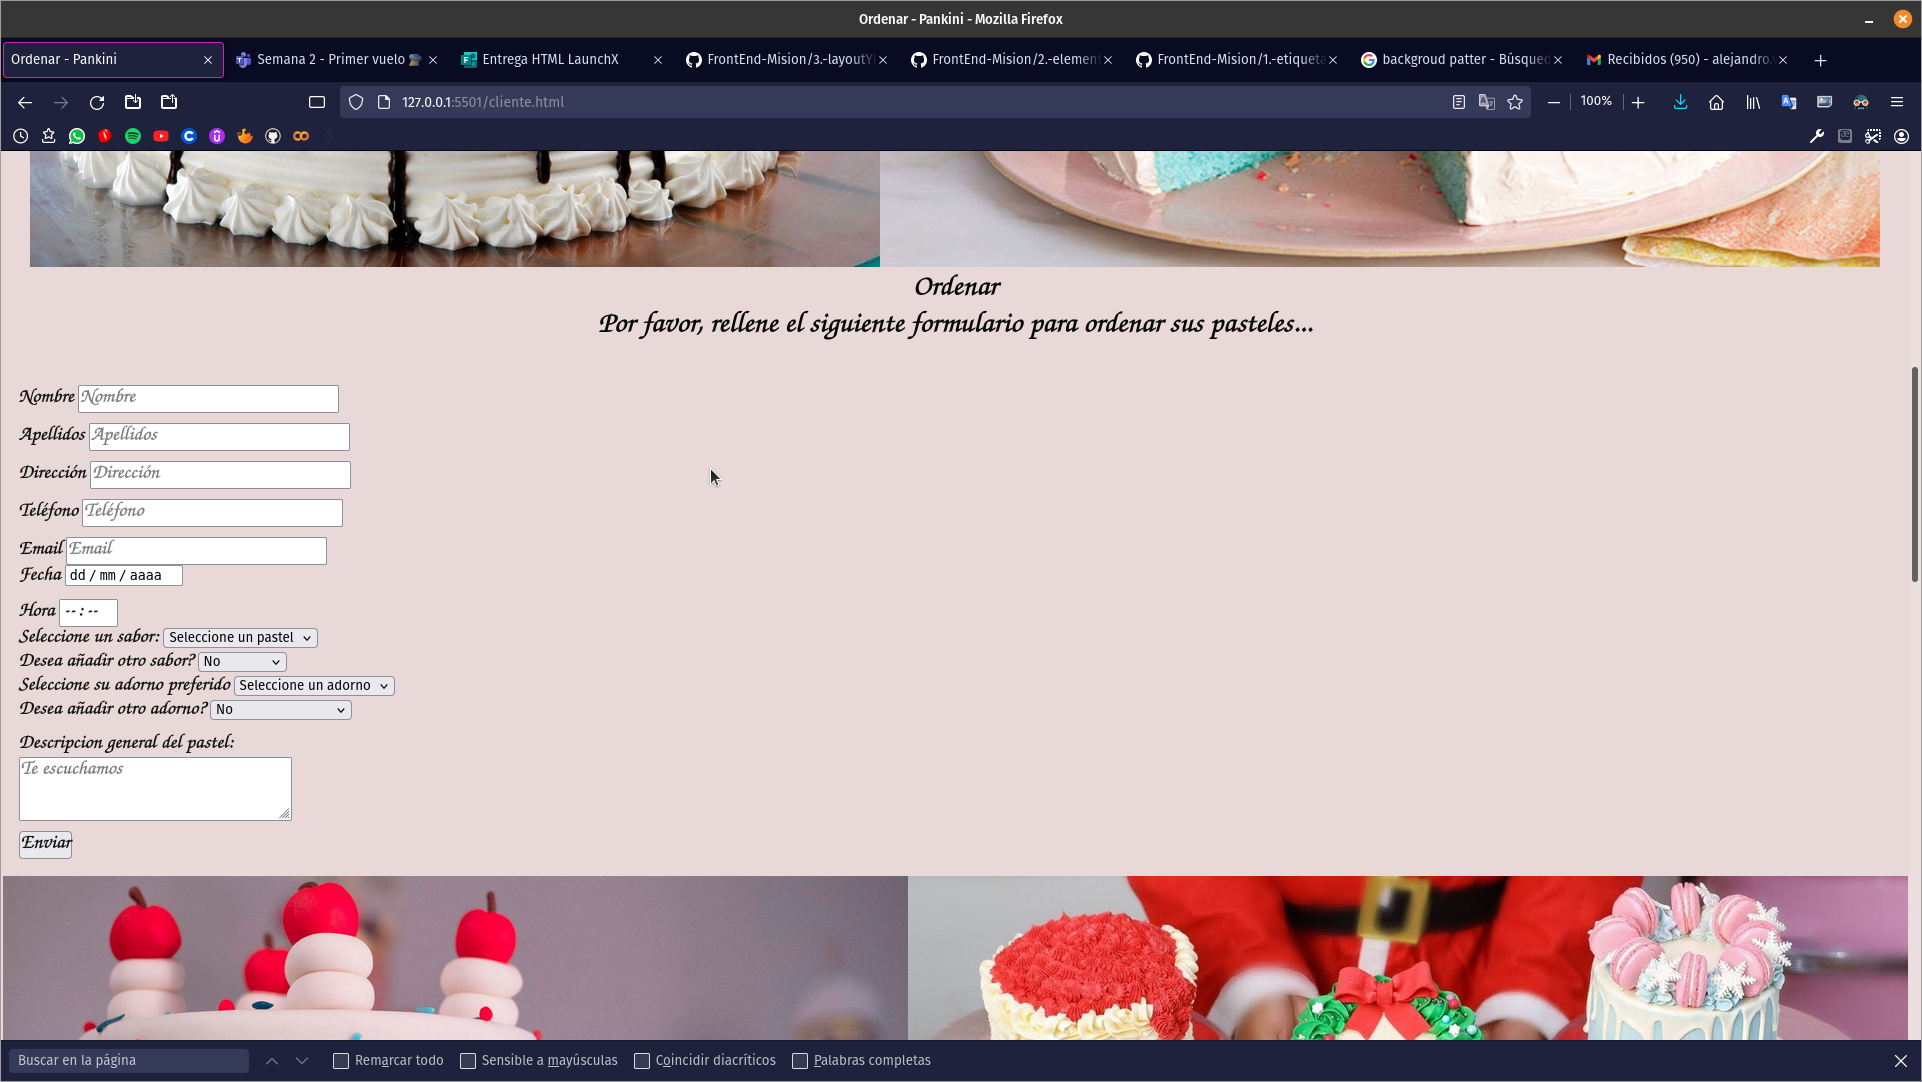 Ordenar - Pankini - Mozilla Firefox
Ordenar - Pankini
Semana 2 - Primer vuelo
Entrega HTML LaunchX
FrontEnd-Mision/3.-layoutY
FrontEnd-Mision/2.-element
FrontEnd-Mision/1.-etiqueta
backgroud patter - Búsqued
Recibidos (950) - alejandro.
127.0.0.1:5501/cliente.html
100%
Ordenar
Por favor, rellene el siguiente formulario para ordenar sus pasteles...
Nombre Nombre
Apellidos Apellidos
Dirección Dirección
Teléfono Teléfono
Email Email
Fecha dd / mm / aaaa
Hora -- : --
Seleccione un sabor: Seleccione un pastel
Desea añadir otro sabor? No
Seleccione su adorno preferido Seleccione un adorno
Desea añadir otro adorno? No
Descripcion general del pastel:
Te escuchamos
Enviar
Buscar en la página
Remarcar todo
Sensible a mayúsculas
Coincidir diacríticos
Palabras completas